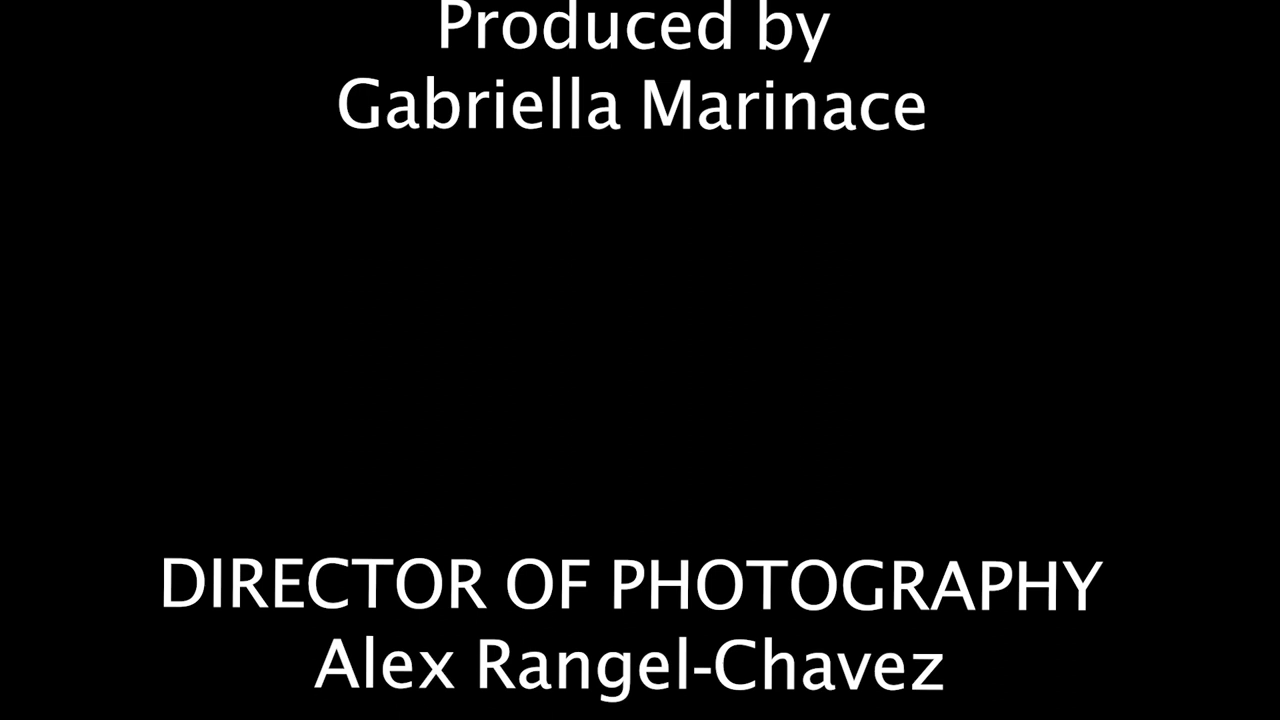 Produced by
Gabriella Marinace
DIRECTOR OF PHOTOGRAPHY
Alex Rangel-Chavez